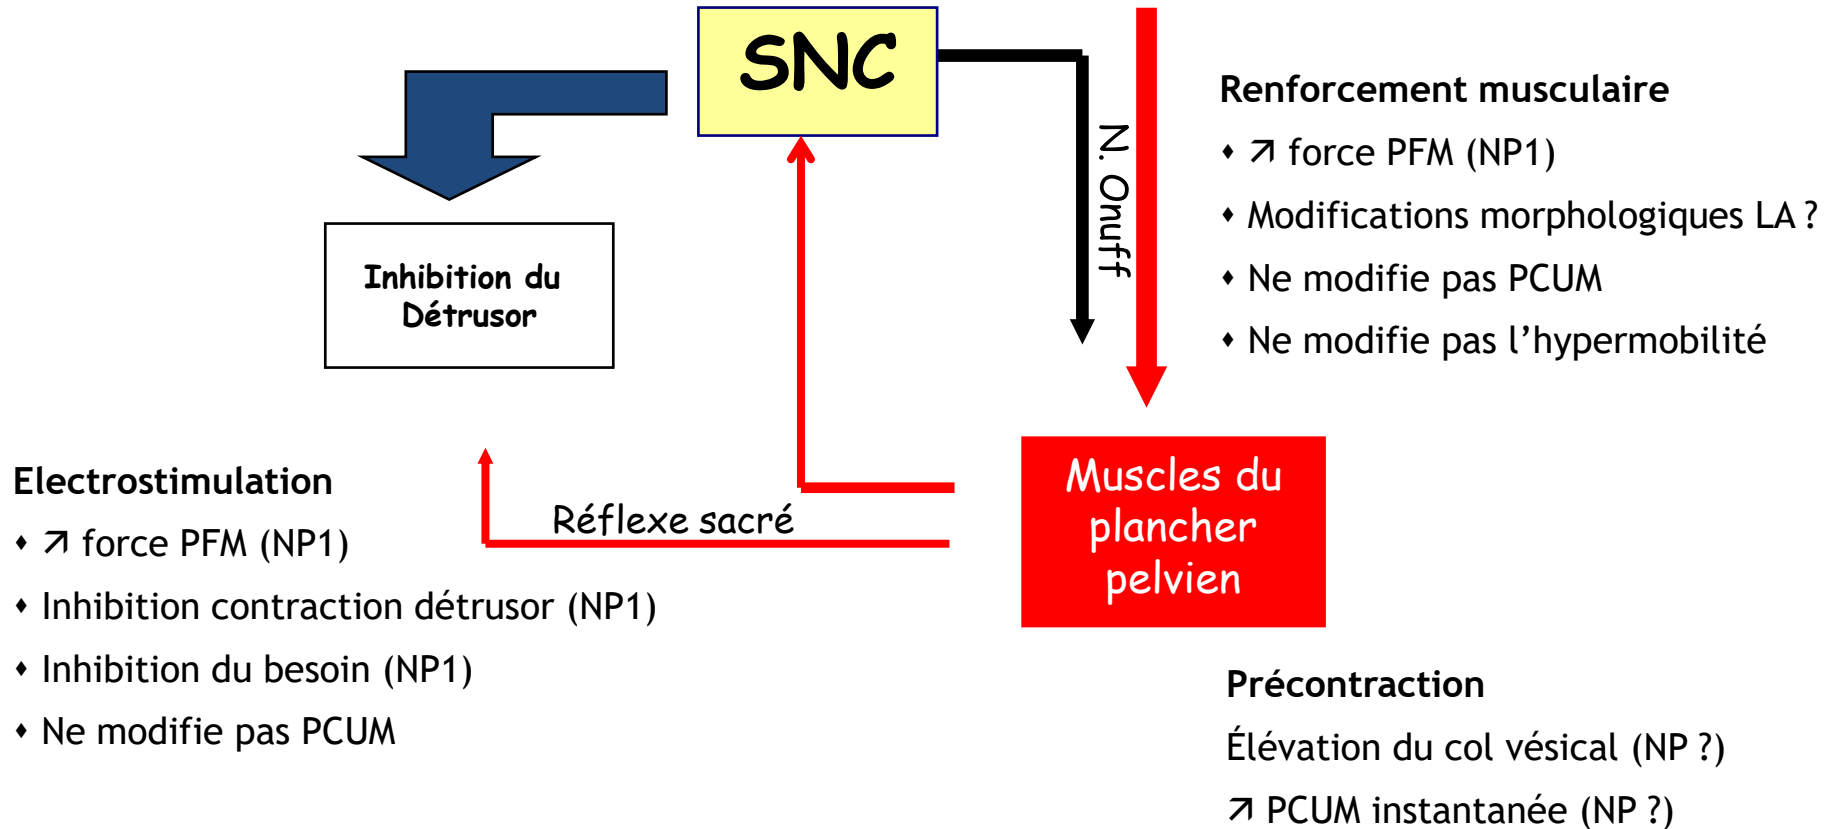 SNC
N. Onuff
Inhibition du
Détrusor
Renforcement musculaire
⬧ ↗ force PFM (NP1)
⬧ Modifications morphologiques LA ?
⬧ Ne modifie pas PCUM
⬧ Ne modifie pas l’hypermobilité
Electrostimulation
⬧ ↗ force PFM (NP1)
⬧ Inhibition contraction détrusor (NP1)
⬧ Inhibition du besoin (NP1)
⬧ Ne modifie pas PCUM
Réflexe sacré
Muscles du
plancher
pelvien
Précontraction
Élévation du col vésical (NP ?)
↗ PCUM instantanée (NP ?)